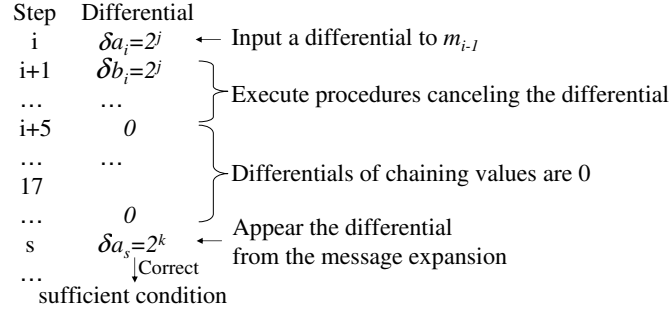 Step Differential
i δa_i=2^j Input a differential to m_{i-1}
i+1 δb_i=2^j
Execute procedures canceling the differential
... ...
i+5 0
... ...
Differentials of chaining values are 0
17
... 0
Appear the differential
s δa_s=2^k
from the message expansion
Correct
...
sufficient condition